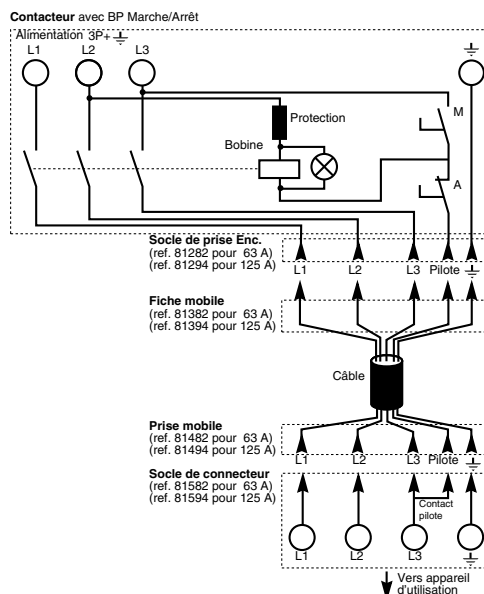 Contacteur avec BP Marche/Arrêt
Alimentation 3P+
L1 L2 L3
M
Protection
Bobine
A
Socle de prise Enc.
(ref. 81282 pour 63 A)
(ref. 81294 pour 125 A)
L1 L2 L3 Pilote
Fiche mobile
(ref. 81382 pour 63 A)
(ref. 81394 pour 125 A)
Câble
Prise mobile
(ref. 81482 pour 63 A)
(ref. 81494 pour 125 A)
L1 L2 L3 Pilote
Socle de connecteur
(ref. 81582 pour 63 A)
(ref. 81594 pour 125 A)
Contact
pilote
L1 L2 L3
Vers appareil
d'utilisation